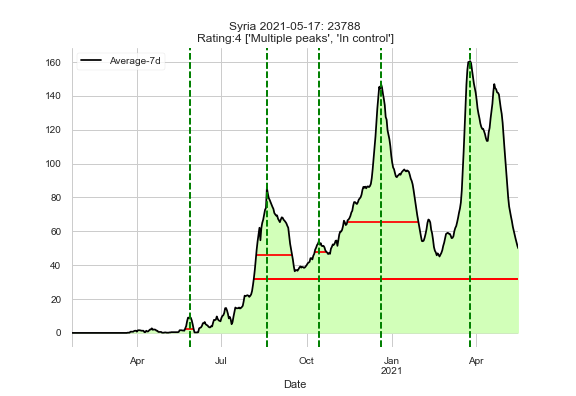 Syria 2021-05-17: 23788
Rating:4 ['Multiple peaks', 'In control']
Average-7d
160
140
120
100
80
60
40
20
0
Apr
Jul
Oct
Jan
2021
Apr
Date